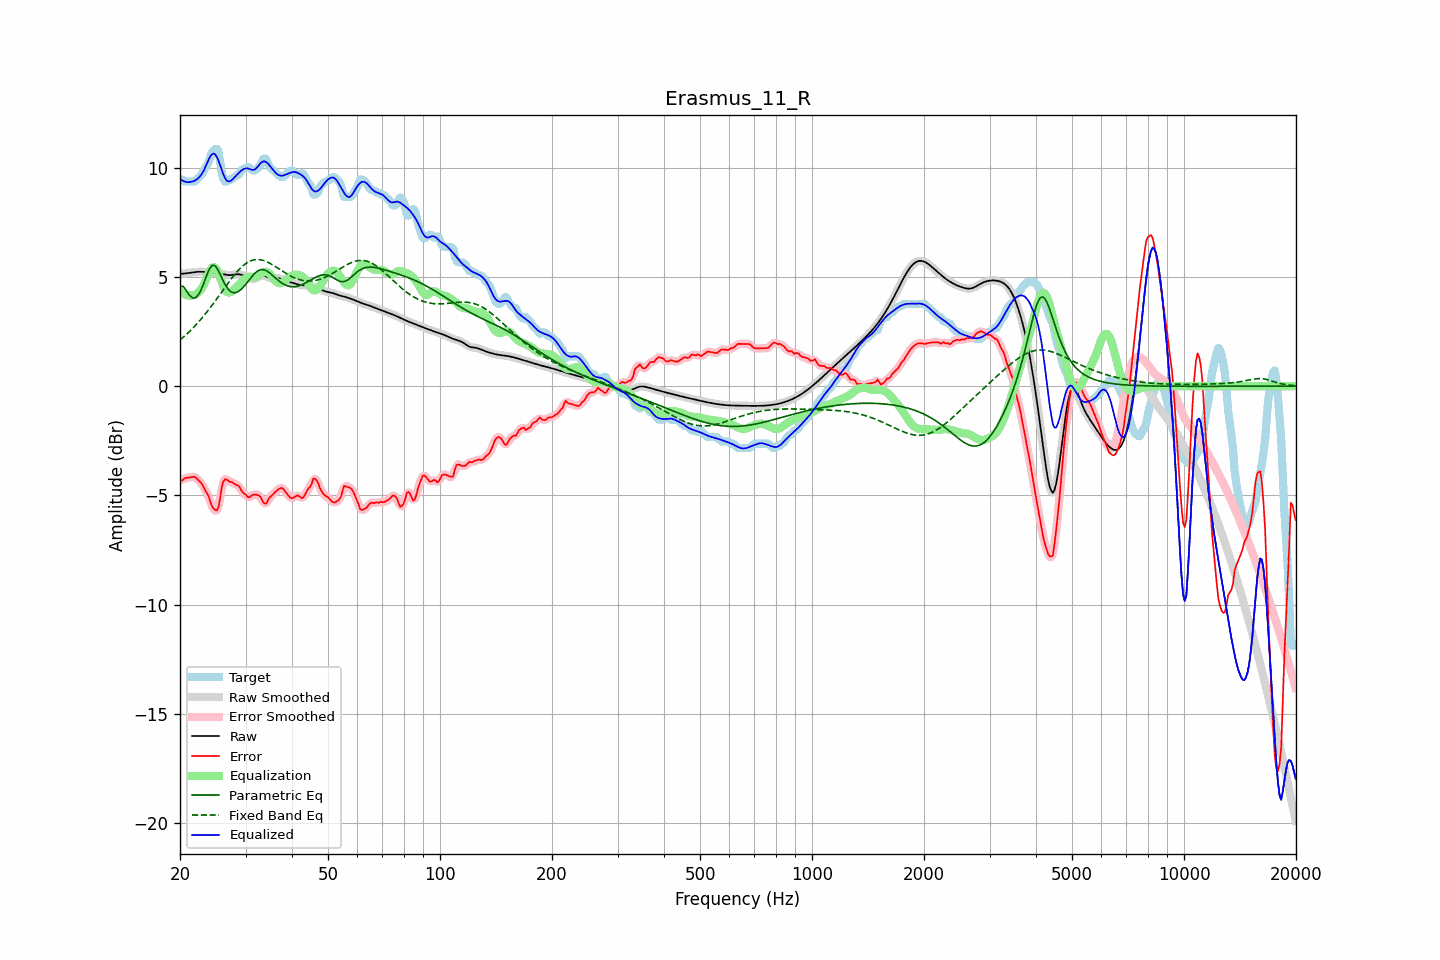 Erasmus_11_R
Amplitude (dBr)
10
5
0
−5
−10
−15
−20
Target
Raw Smoothed
Error Smoothed
Raw
Error
Equalization
Parametric Eq
Fixed Band Eq
Equalized
20 50 100 200 500 1000 2000 5000 10000 20000
Frequency (Hz)